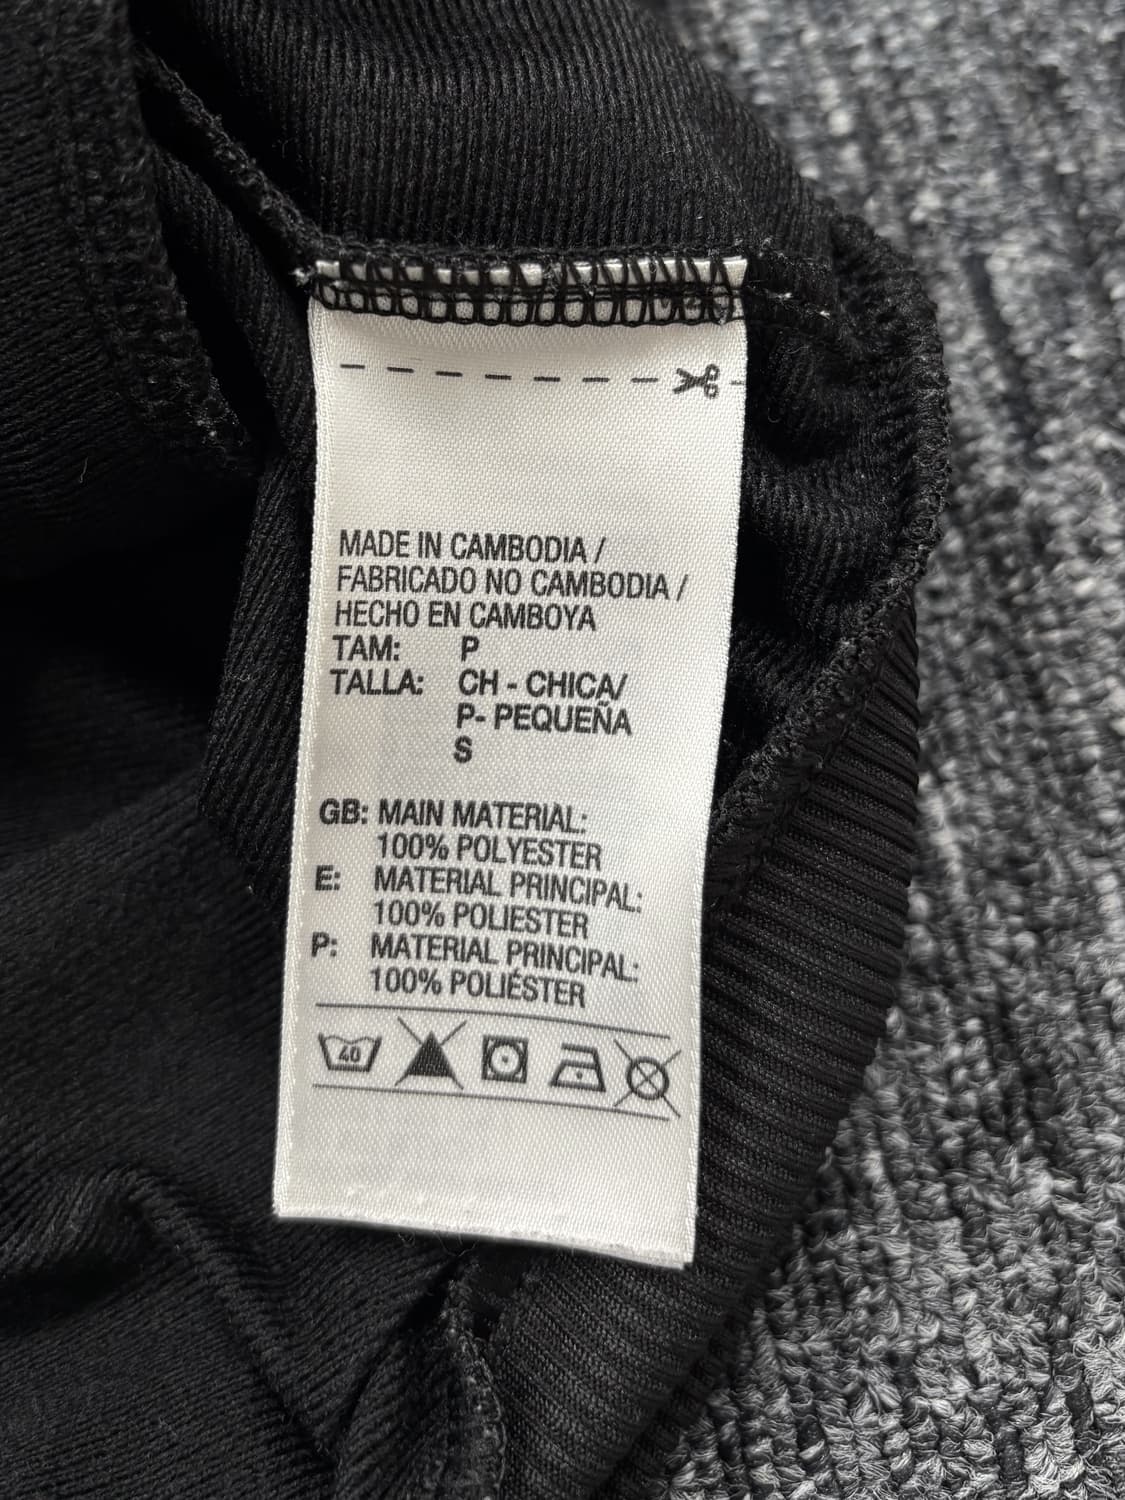 MADE IN CAMBODIA /
FABRICADO NO CAMBODIA /
HECHO EN CAMBOYA
TAM: P
TALLA: CH - CHICA/
P- PEQUEÑA
S
GB: MAIN MATERIAL:
100% POLYESTER
E: MATERIAL PRINCIPAL:
100% POLIESTER
P: MATERIAL PRINCIPAL:
100% POLIÉSTER
40